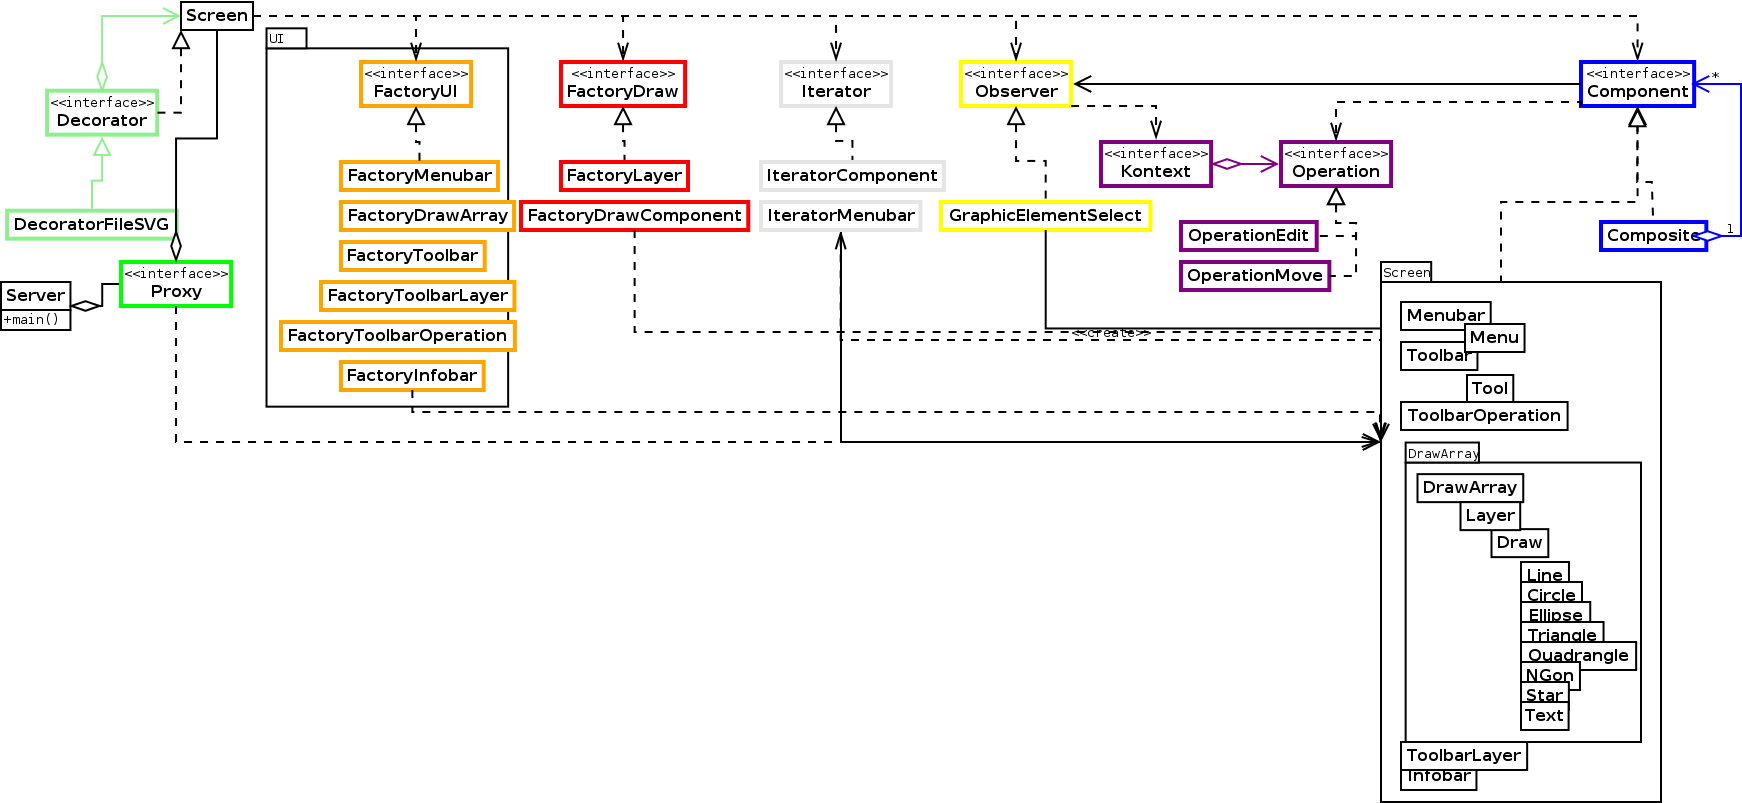 Screen
UI
<<interface>>
FactoryUI
<<interface>>
FactoryDraw
<<interface>>
Iterator
<<interface>>
Observer
<<interface>>
Component
*
<<interface>>
Decorator
<<interface>>
Kontext
<<interface>>
Operation
FactoryMenubar
FactoryLayer
IteratorComponent
DecoratorFileSVG
FactoryDrawArray
FactoryDrawComponent
IteratorMenubar
GraphicElementSelect
OperationEdit
Composite
1
FactoryToolbar
OperationMove
<<interface>>
Proxy
Server
+main()
FactoryToolbarLayer
FactoryToolbarOperation
FactoryInfobar
<<create>>
Screen
Menubar
Menu
Toolbar
Tool
ToolbarOperation
DrawArray
DrawArray
Layer
Draw
Line
Circle
Ellipse
Triangle
Quadrangle
NGon
Star
Text
ToolbarLayer
Infobar